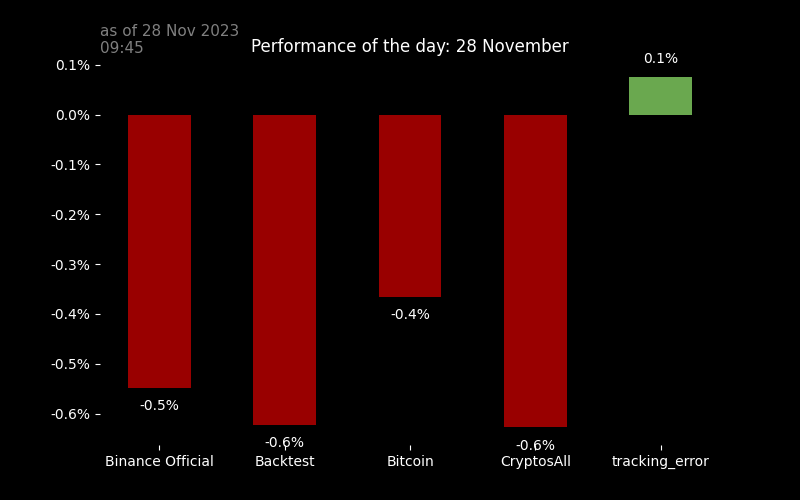 as of 28 Nov 2023
09:45
Performance of the day: 28 November
0.1%
0.0%
-0.1%
-0.2%
-0.3%
-0.4%
-0.5%
-0.6%
0.1%
-0.4%
-0.5%
-0.6%
-0.6%
Binance Official
Backtest
Bitcoin
CryptosAll
tracking_error